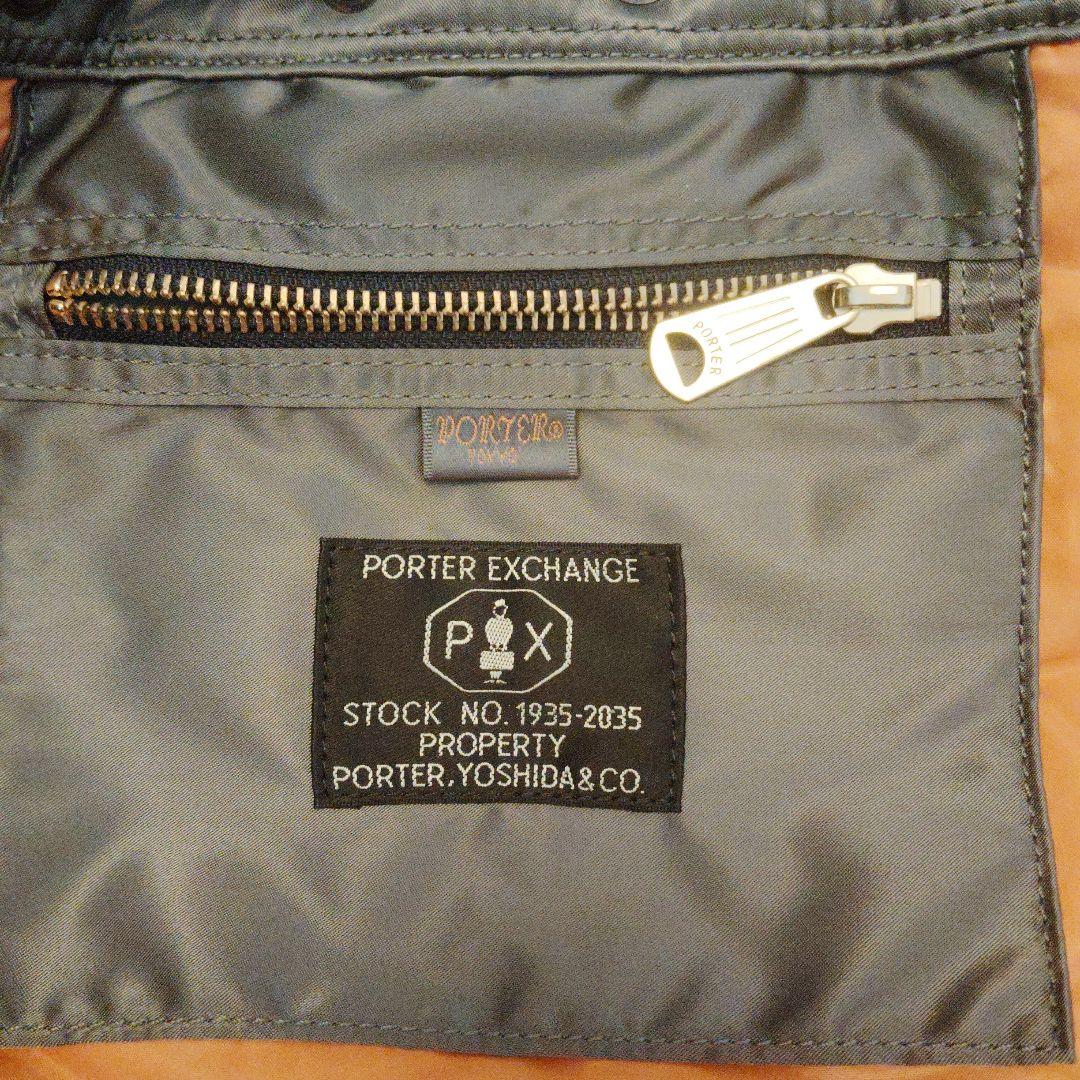 PORTER
PORTER®
TOKYO
PORTER EXCHANGE
P X
STOCK NO. 1935-2035
PROPERTY
PORTER, YOSHIDA & CO.